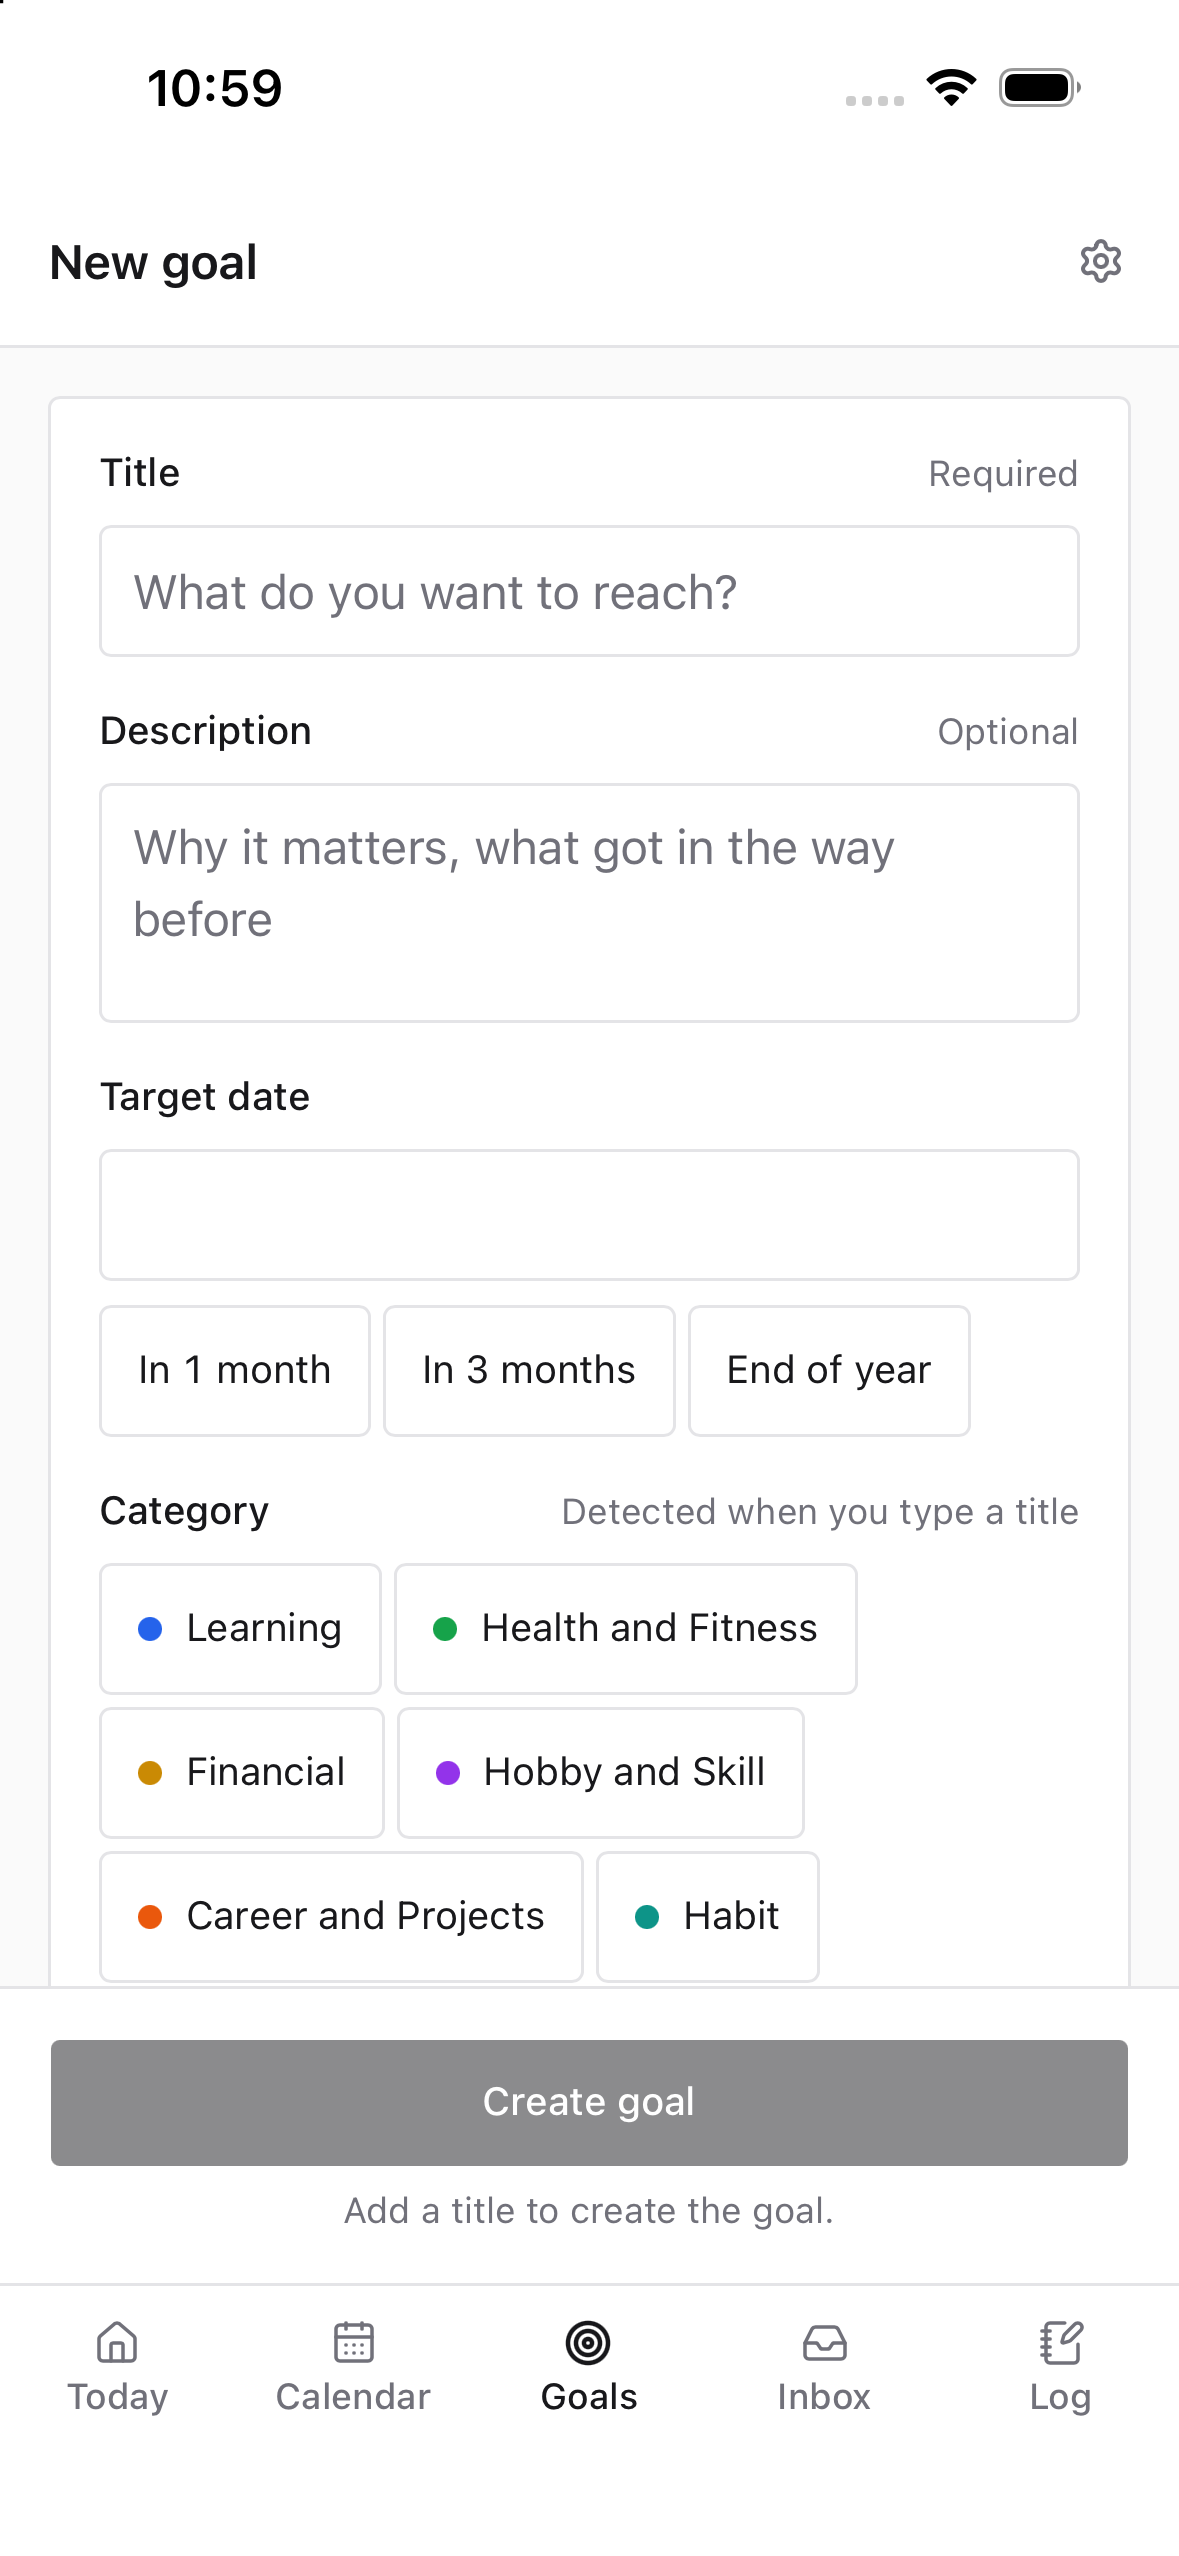 10:59
New goal
Title
Required
What do you want to reach?
Description
Optional
Why it matters, what got in the way
before
Target date
In 1 month
In 3 months
End of year
Category
Detected when you type a title
Learning
Health and Fitness
Financial
Hobby and Skill
Career and Projects
Habit
Create goal
Add a title to create the goal.
Today
Calendar
Goals
Inbox
Log